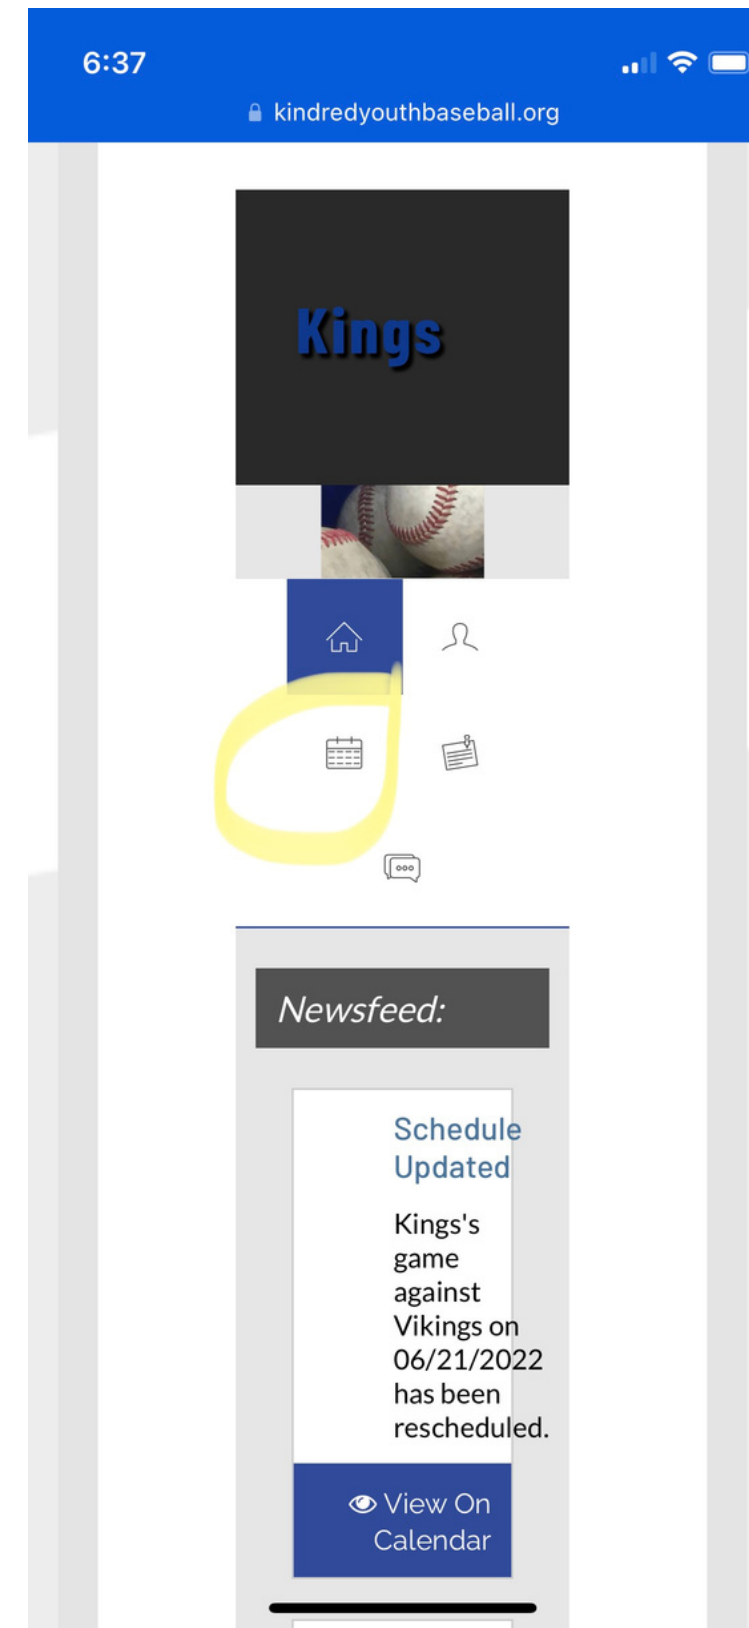 6:37
kindredyouthbaseball.org
Kings
Newsfeed:
Schedule
Updated
Kings's
game
against
Vikings on
06/21/2022
has been
rescheduled.
View On
Calendar